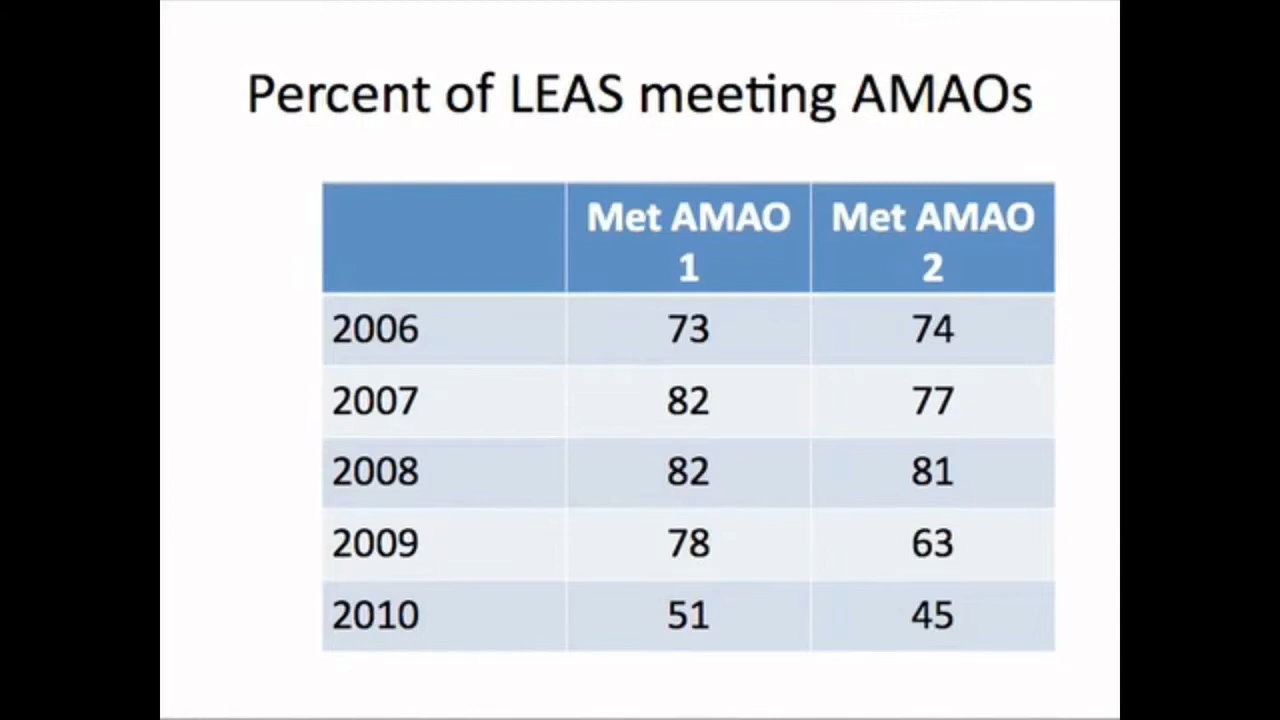 Percent of LEAS meeting AMAOs
Met AMAO 1 Met AMAO 2
2006 73 74
2007 82 77
2008 82 81
2009 78 63
2010 51 45